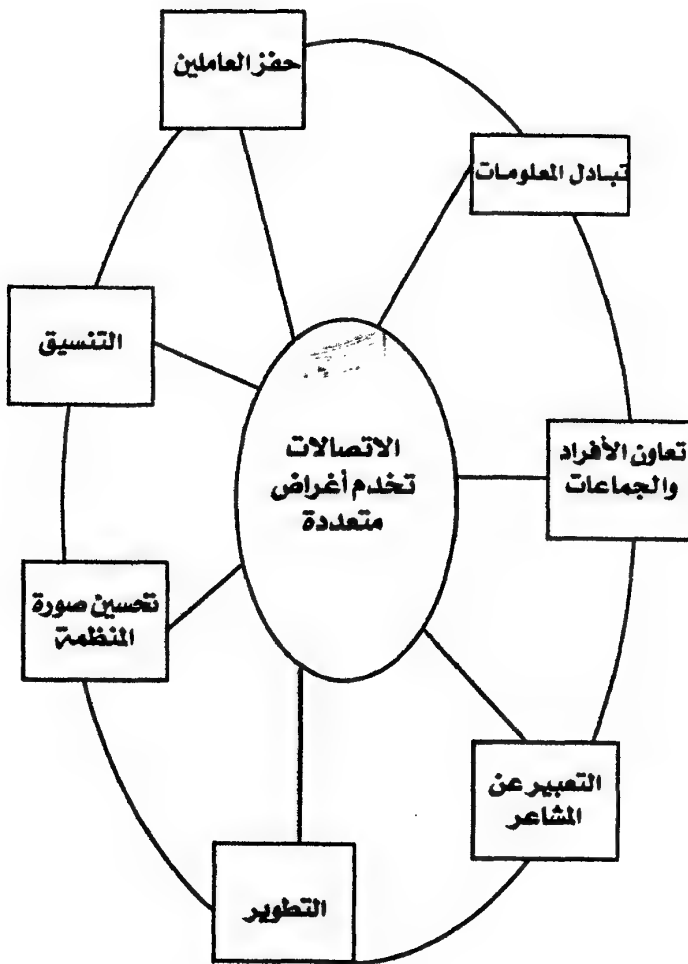 حفز العاملين
تبادل المعلومات
التنسيق
الاتصالات
تخدم أغراض
متعددة
تعاون الأفراد
والجماعات
تحسين صورة
المنظمة
التعبير عن
المشاعر
التطوير